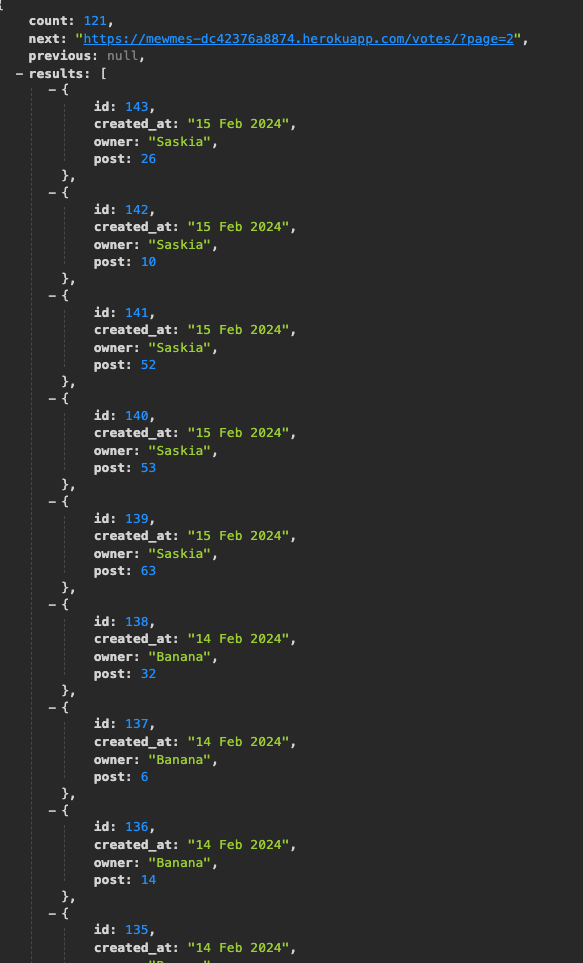 {
count: 121,
next: "https://mewmes-dc42376a8874.herokuapp.com/votes/?page=2",
previous: null,
− results: [
− {
id: 143,
created_at: "15 Feb 2024",
owner: "Saskia",
post: 26
},
− {
id: 142,
created_at: "15 Feb 2024",
owner: "Saskia",
post: 10
},
− {
id: 141,
created_at: "15 Feb 2024",
owner: "Saskia",
post: 52
},
− {
id: 140,
created_at: "15 Feb 2024",
owner: "Saskia",
post: 53
},
− {
id: 139,
created_at: "15 Feb 2024",
owner: "Saskia",
post: 63
},
− {
id: 138,
created_at: "14 Feb 2024",
owner: "Banana",
post: 32
},
− {
id: 137,
created_at: "14 Feb 2024",
owner: "Banana",
post: 6
},
− {
id: 136,
created_at: "14 Feb 2024",
owner: "Banana",
post: 14
},
− {
id: 135,
created_at: "14 Feb 2024",